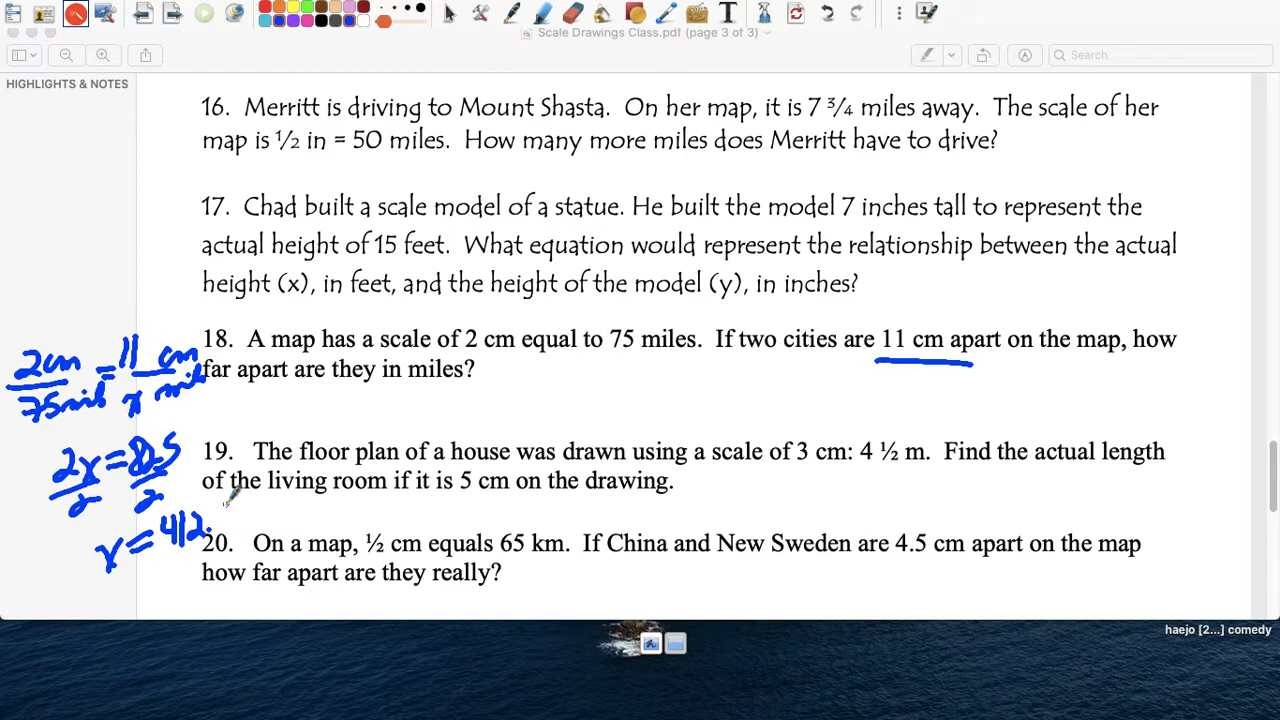 Scale Drawings Class.pdf (page 3 of 3)
Search
HIGHLIGHTS & NOTES
16. Merritt is driving to Mount Shasta. On her map, it is 7 ¾ miles away. The scale of her
map is ½ in = 50 miles. How many more miles does Merritt have to drive?
17. Chad built a scale model of a statue. He built the model 7 inches tall to represent the
actual height of 15 feet. What equation would represent the relationship between the actual
height (x), in feet, and the height of the model (y), in inches?
18. A map has a scale of 2 cm equal to 75 miles. If two cities are 11 cm apart on the map, how
far apart are they in miles?
2cm = 11 cm
75mil x mil
2x = 825
2 2
x = 412.
19. The floor plan of a house was drawn using a scale of 3 cm: 4 ½ m. Find the actual length
of the living room if it is 5 cm on the drawing.
20. On a map, ½ cm equals 65 km. If China and New Sweden are 4.5 cm apart on the map
how far apart are they really?
haejo [2...] comedy